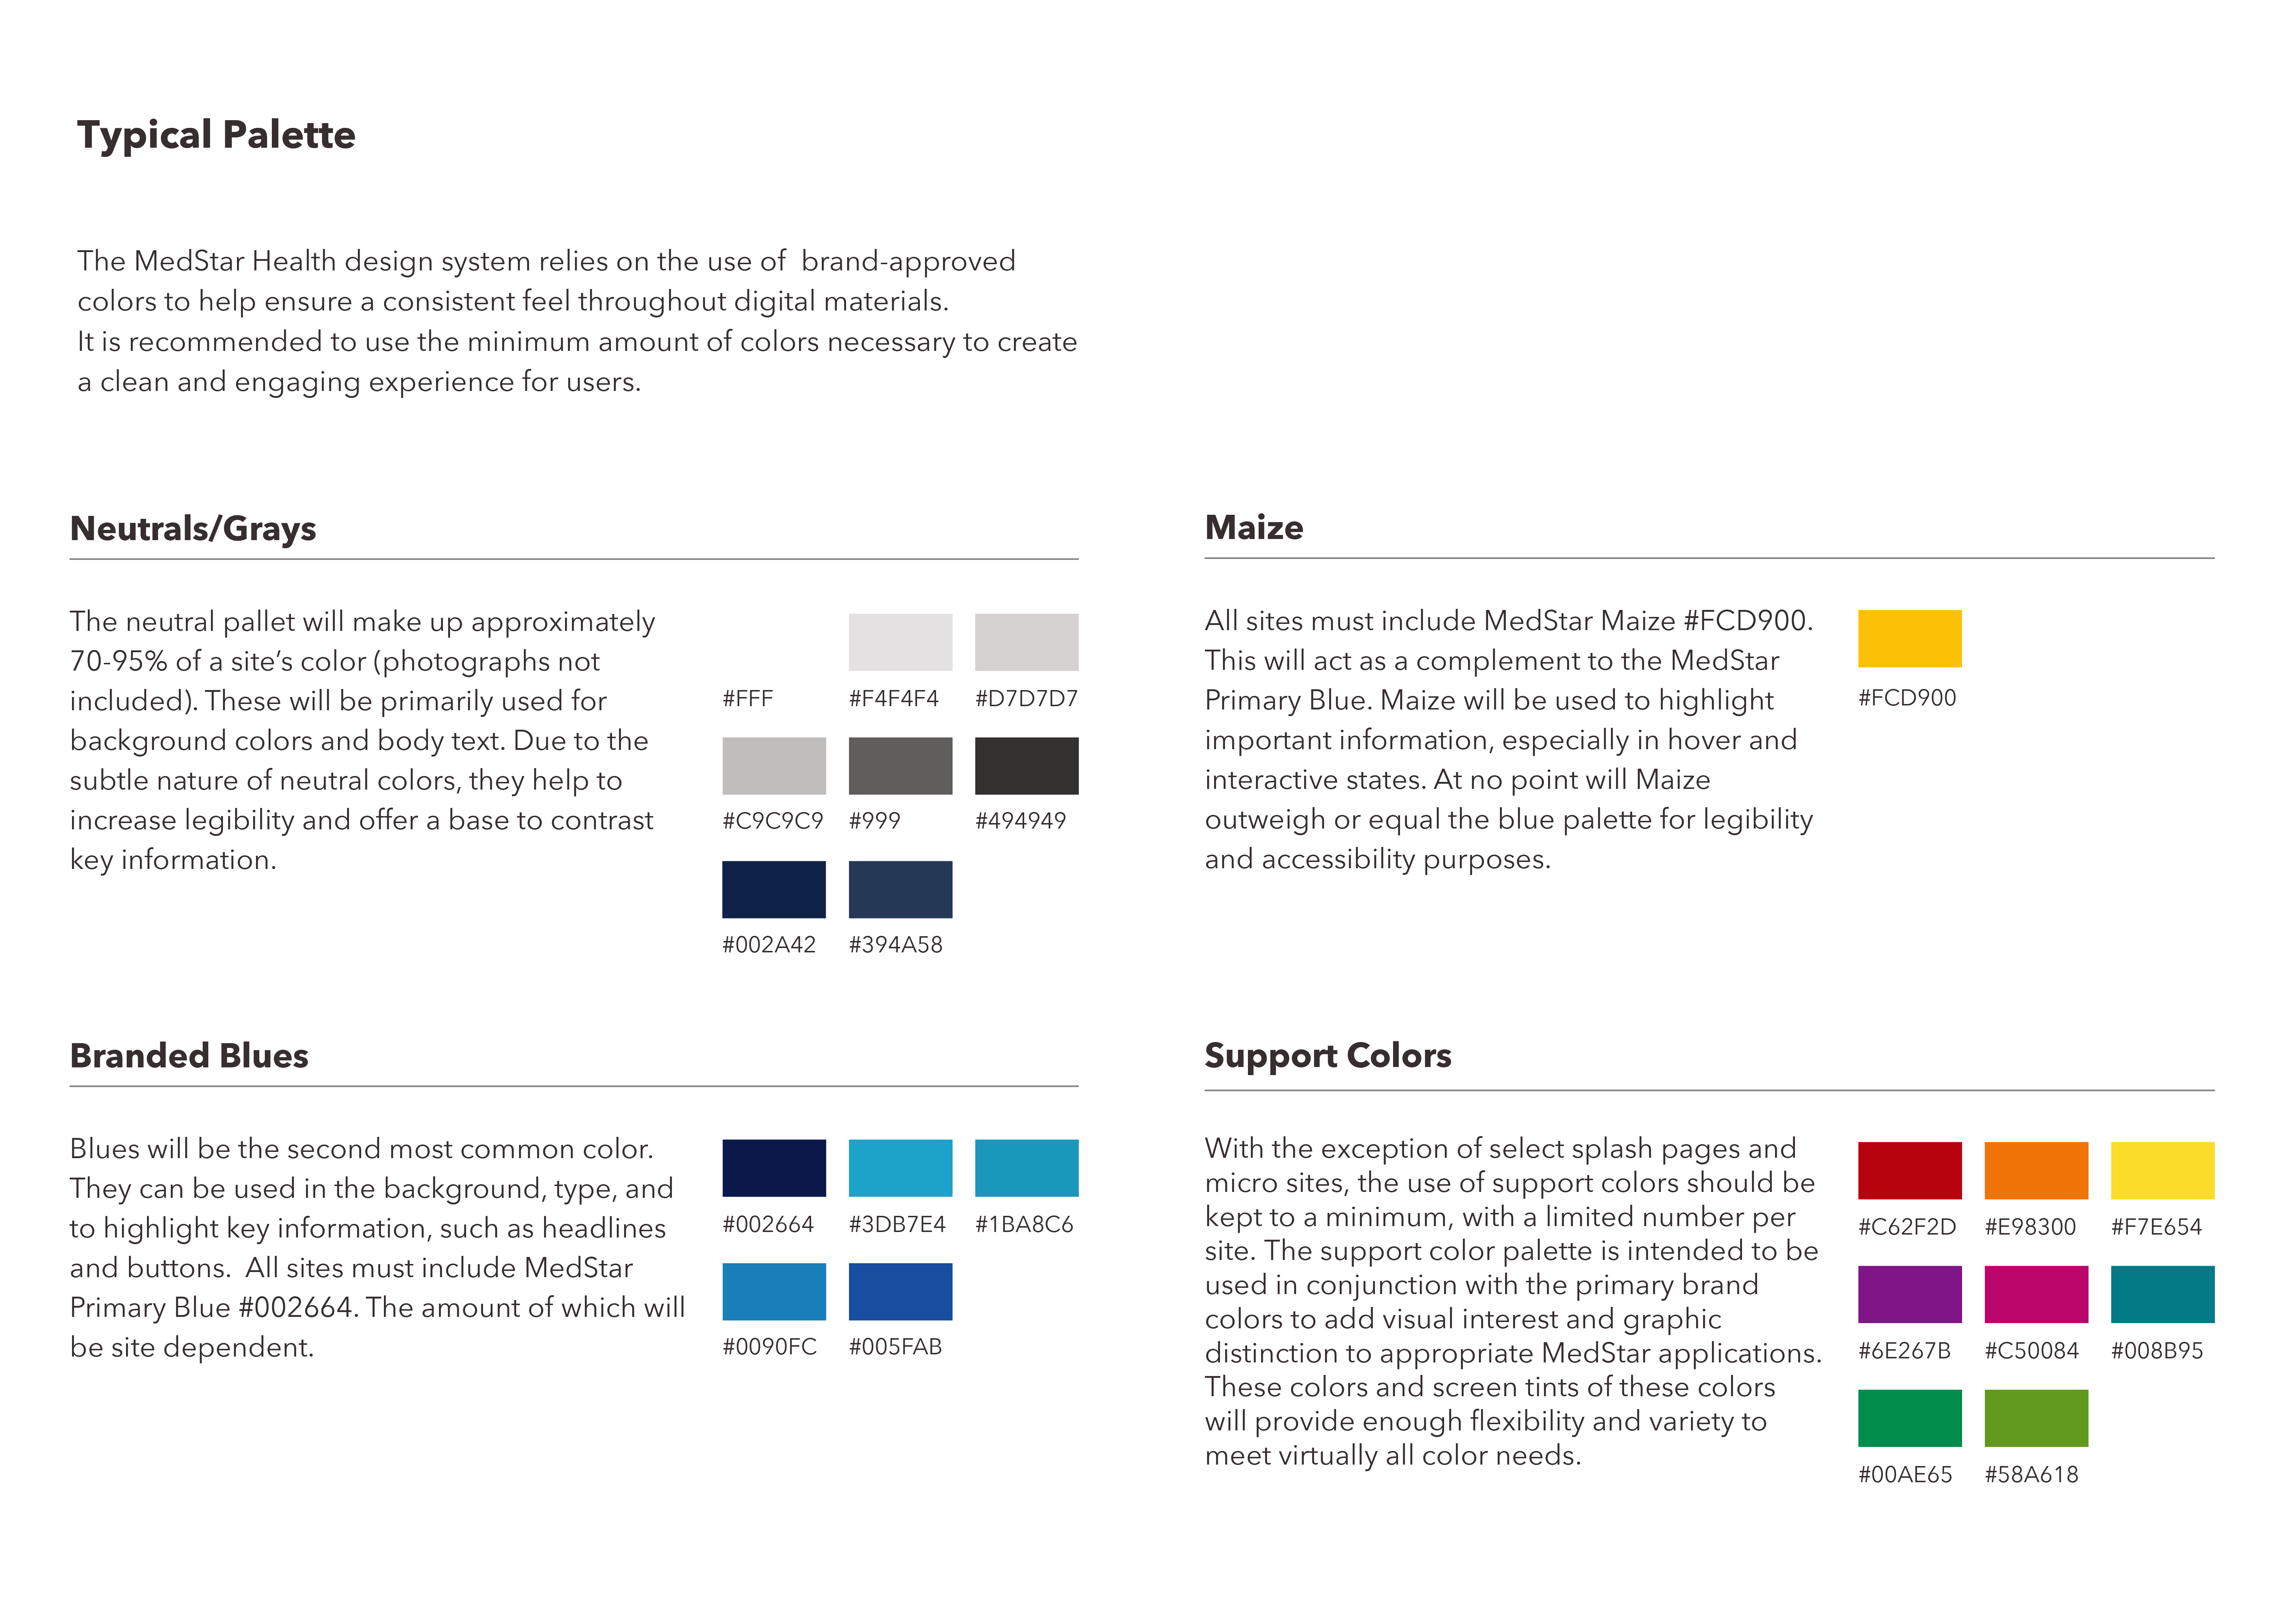 Typical Palette
The MedStar Health design system relies on the use of  brand-approved
colors to help ensure a consistent feel throughout digital materials.
It is recommended to use the minimum amount of colors necessary to create
a clean and engaging experience for users.
Neutrals/Grays
The neutral pallet will make up approximately
70-95% of a site’s color (photographs not
included). These will be primarily used for
background colors and body text. Due to the
subtle nature of neutral colors, they help to
increase legibility and offer a base to contrast
key information.
#FFF #F4F4F4 #D7D7D7
#C9C9C9 #999 #494949
#002A42 #394A58
Maize
All sites must include MedStar Maize #FCD900.
This will act as a complement to the MedStar
Primary Blue. Maize will be used to highlight
important information, especially in hover and
interactive states. At no point will Maize
outweigh or equal the blue palette for legibility
and accessibility purposes.
#FCD900
Branded Blues
Blues will be the second most common color.
They can be used in the background, type, and
to highlight key information, such as headlines
and buttons.  All sites must include MedStar
Primary Blue #002664. The amount of which will
be site dependent.
#002664 #3DB7E4 #1BA8C6
#0090FC #005FAB
Support Colors
With the exception of select splash pages and
micro sites, the use of support colors should be
kept to a minimum, with a limited number per
site. The support color palette is intended to be
used in conjunction with the primary brand
colors to add visual interest and graphic
distinction to appropriate MedStar applications.
These colors and screen tints of these colors
will provide enough flexibility and variety to
meet virtually all color needs.
#C62F2D #E98300 #F7E654
#6E267B #C50084 #008B95
#00AE65 #58A618